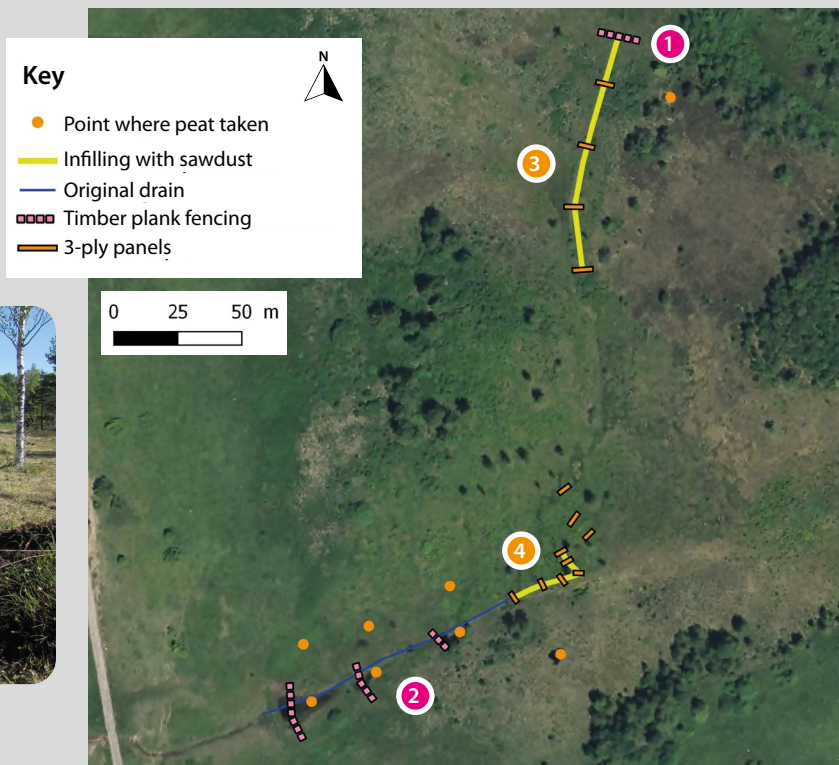 Key
N
Point where peat taken
Infilling with sawdust
Original drain
Timber plank fencing
3-ply panels
0 25 50 m
1
3
4
2